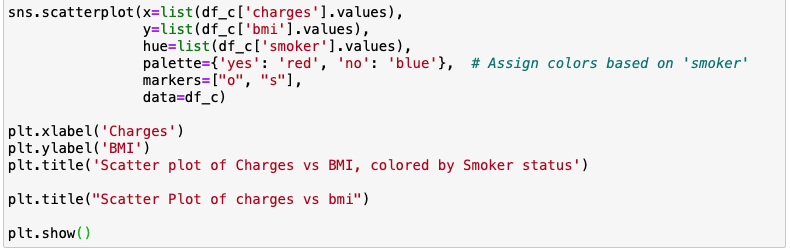 sns.scatterplot(x=list(df_c['charges'].values),
                y=list(df_c['bmi'].values),
                hue=list(df_c['smoker'].values),
                palette={'yes': 'red', 'no': 'blue'},  # Assign colors based on 'smoker'
                markers=["o", "s"],
                data=df_c)

plt.xlabel('Charges')
plt.ylabel('BMI')
plt.title('Scatter plot of Charges vs BMI, colored by Smoker status')

plt.title("Scatter Plot of charges vs bmi")

plt.show()